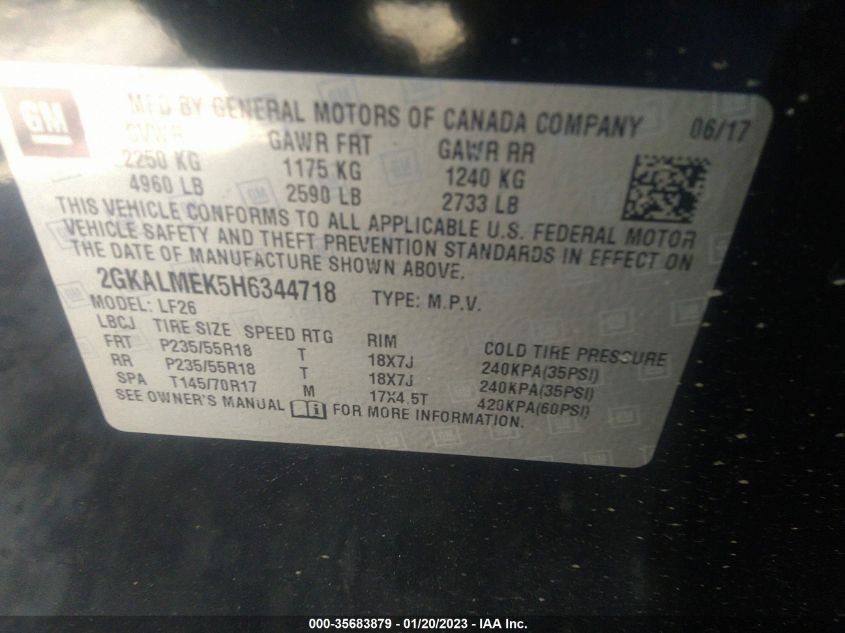 GM
MFD BY GENERAL MOTORS OF CANADA COMPANY 06/17
GVWR GAWR FRT GAWR RR
2250 KG 1175 KG 1240 KG
4960 LB 2590 LB 2733 LB
THIS VEHICLE CONFORMS TO ALL APPLICABLE U.S. FEDERAL MOTOR
VEHICLE SAFETY AND THEFT PREVENTION STANDARDS IN EFFECT ON
THE DATE OF MANUFACTURE SHOWN ABOVE.
2GKALMEK5H6344718 TYPE: M.P.V.
MODEL: LF26
LBCJ TIRE SIZE SPEED RTG RIM COLD TIRE PRESSURE
FRT P235/55R18 T 18X7J 240KPA(35PSI)
RR P235/55R18 T 18X7J 240KPA(35PSI)
SPA T145/70R17 M 17X4.5T 420KPA(60PSI)
SEE OWNER'S MANUAL i FOR MORE INFORMATION.
000-35683879 — 01/20/2023 — IAA Inc.